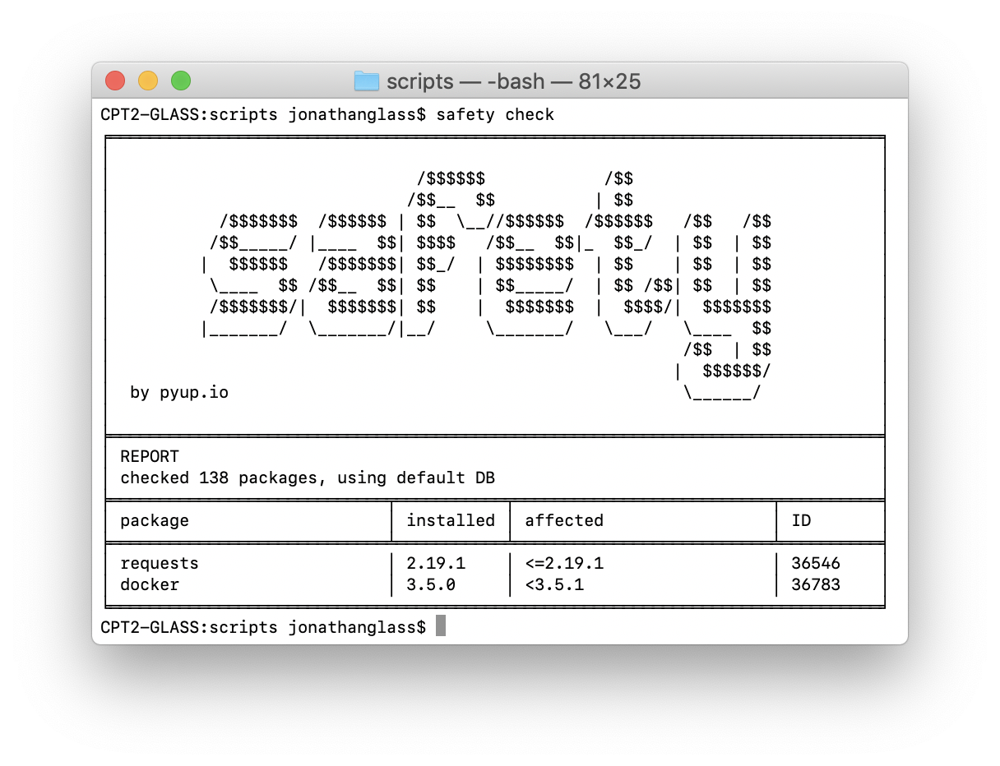 scripts — -bash — 81×25
CPT2-GLASS:scripts jonathanglass$ safety check
                                /$$$$$$            /$$
                               /$$__  $$          | $$
            /$$$$$$$  /$$$$$$ | $$  \__//$$$$$$  /$$$$$$   /$$   /$$
           /$$_____/ |____  $$| $$$$   /$$__  $$|_  $$_/  | $$  | $$
          |  $$$$$$   /$$$$$$$| $$_/  | $$$$$$$$  | $$    | $$  | $$
           \____  $$ /$$__  $$| $$    | $$_____/  | $$ /$$| $$  | $$
           /$$$$$$$/|  $$$$$$$| $$    |  $$$$$$$  |  $$$$/|  $$$$$$$
          |_______/  \_______/|__/     \_______/   \___/   \____  $$
                                                           /$$  | $$
                                                          |  $$$$$$/
   by pyup.io                                              \______/
REPORT
checked 138 packages, using default DB
package | installed | affected | ID
requests | 2.19.1 | <=2.19.1 | 36546
docker | 3.5.0 | <3.5.1 | 36783
CPT2-GLASS:scripts jonathanglass$